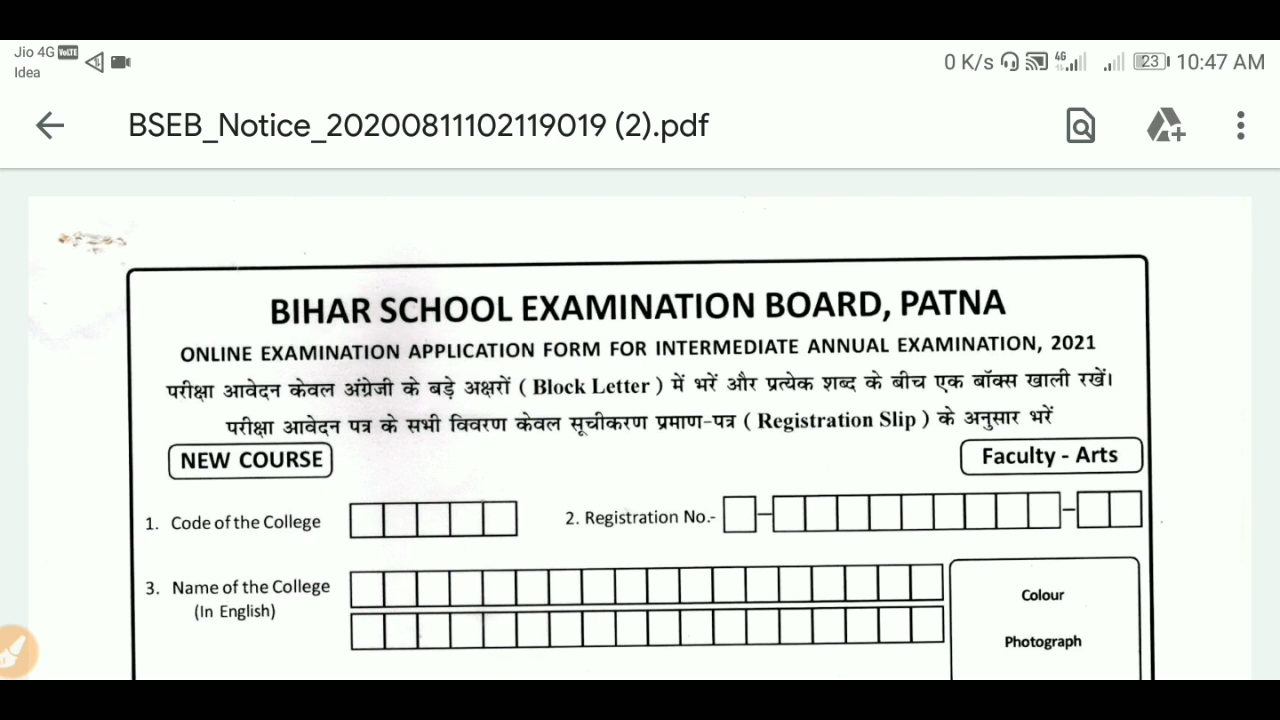 Jio 4G VoLTE
Idea
0 K/s 4G 23 10:47 AM
BSEB_Notice_20200811102119019 (2).pdf
BIHAR SCHOOL EXAMINATION BOARD, PATNA
ONLINE EXAMINATION APPLICATION FORM FOR INTERMEDIATE ANNUAL EXAMINATION, 2021
परीक्षा आवेदन केवल अंग्रेजी के बड़े अक्षरों ( Block Letter ) में भरें और प्रत्येक शब्द के बीच एक बॉक्स खाली रखें।
परीक्षा आवेदन पत्र के सभी विवरण केवल सूचीकरण प्रमाण-पत्र ( Registration Slip ) के अनुसार भरें
NEW COURSE
Faculty - Arts
1. Code of the College
2. Registration No.-
3. Name of the College
(In English)
Colour
Photograph